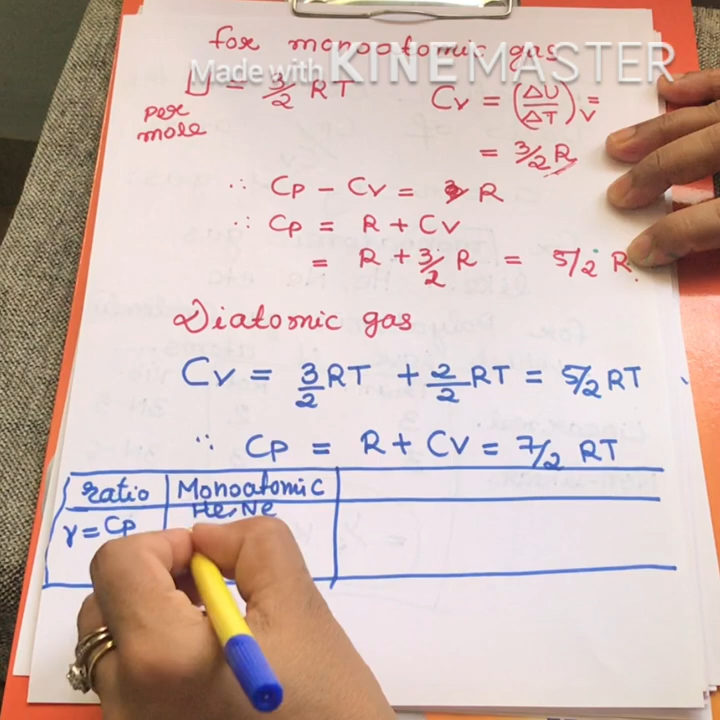 for monoatomic gas
Made with KINEMASTER
U = 3/2 RT
per mole
Cv = (ΔU/ΔT)v =
= 3/2 R
∴ Cp - Cv = R
∴ Cp = R + Cv
= R + 3/2 R = 5/2 R
Diatomic gas
Cv = 3/2 RT + 2/2 RT = 5/2 RT
∴ Cp = R + Cv = 7/2 RT
ratio Monoatomic
He, Ne
γ = Cp